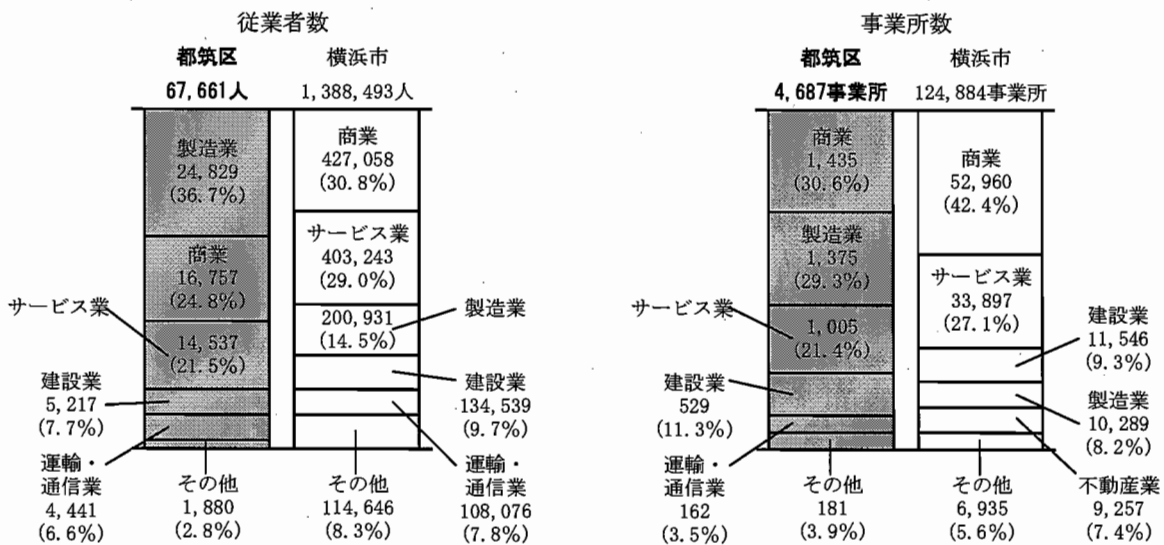 従業者数
都筑区
67,661人
横浜市
1,388,493人
製造業
24,829
(36.7%)
商業
16,757
(24.8%)
サービス業
14,537
(21.5%)
建設業
5,217
(7.7%)
運輸・
通信業
4,441
(6.6%)
その他
1,880
(2.8%)
商業
427,058
(30.8%)
サービス業
403,243
(29.0%)
200,931
(14.5%)
製造業
建設業
134,539
(9.7%)
運輸・
通信業
108,076
(7.8%)
その他
114,646
(8.3%)
事業所数
都筑区
4,687事業所
横浜市
124,884事業所
商業
1,435
(30.6%)
製造業
1,375
(29.3%)
サービス業
1,005
(21.4%)
建設業
529
(11.3%)
運輸・
通信業
162
(3.5%)
その他
181
(3.9%)
商業
52,960
(42.4%)
サービス業
33,897
(27.1%)
建設業
11,546
(9.3%)
製造業
10,289
(8.2%)
不動産業
9,257
(7.4%)
その他
6,935
(5.6%)